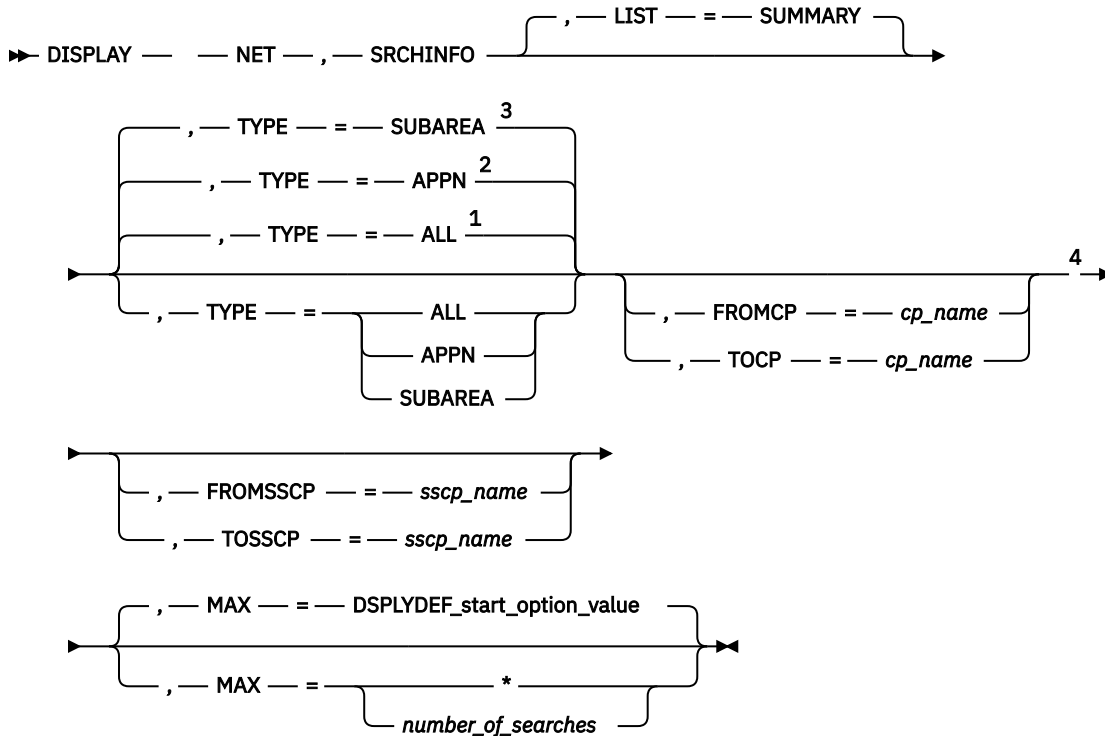 , LIST = SUMMARY
DISPLAY NET , SRCHINFO
, TYPE = SUBAREA 3
, TYPE = APPN 2
, TYPE = ALL 1
4
, TYPE = ALL , FROMCP = cp_name
APPN , TOCP = cp_name
SUBAREA
, FROMSSCP = sscp_name
, TOSSCP = sscp_name
, MAX = DSPLYDEF_start_option_value
, MAX = *
number_of_searches